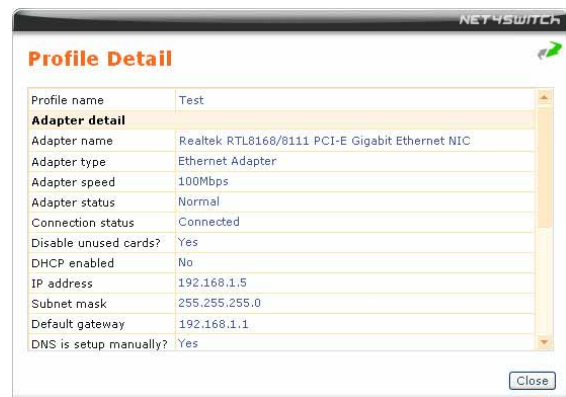 NET4SWITCH
Profile Detail
Profile name Test
Adapter detail
Adapter name Realtek RTL8168/8111 PCI-E Gigabit Ethernet NIC
Adapter type Ethernet Adapter
Adapter speed 100Mbps
Adapter status Normal
Connection status Connected
Disable unused cards? Yes
DHCP enabled No
IP address 192.168.1.5
Subnet mask 255.255.255.0
Default gateway 192.168.1.1
DNS is setup manually? Yes
Close